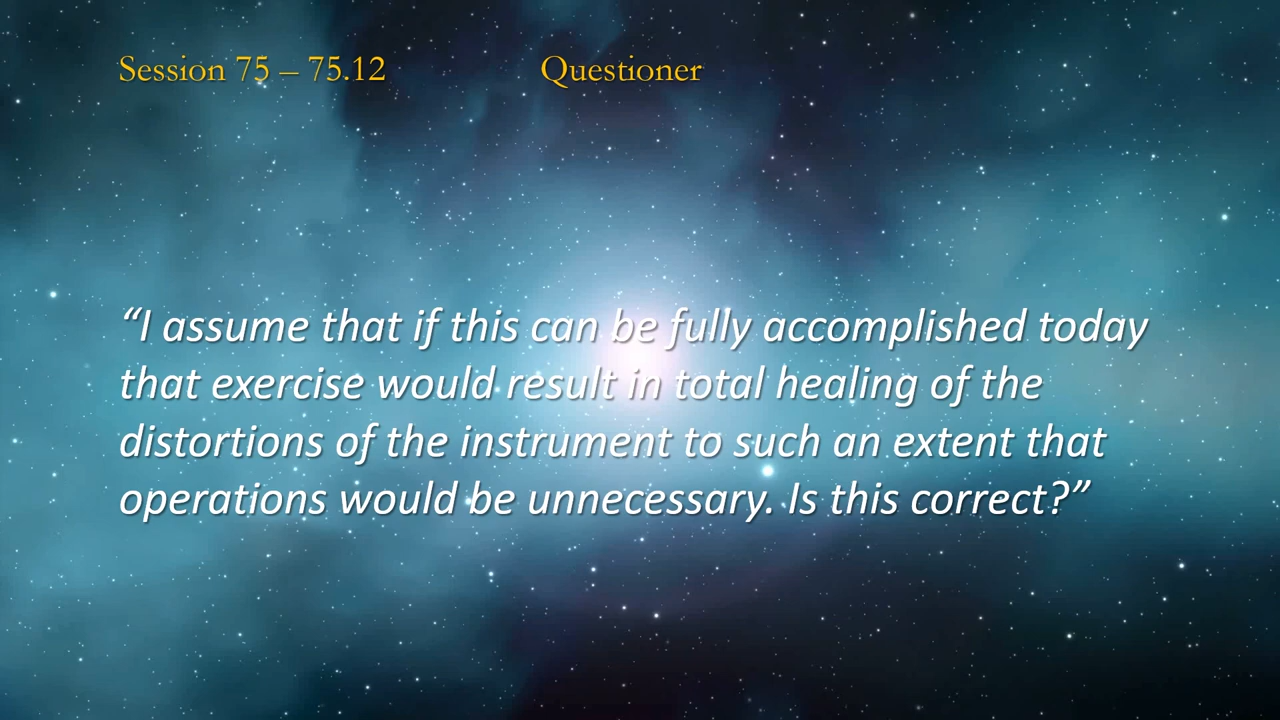 Session 75 – 75.12 Questioner
“I assume that if this can be fully accomplished today
that exercise would result in total healing of the
distortions of the instrument to such an extent that
operations would be unnecessary. Is this correct?”